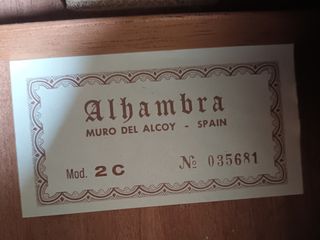 Alhambra
MURO DEL ALCOY - SPAIN
Mod. 2C № 035681